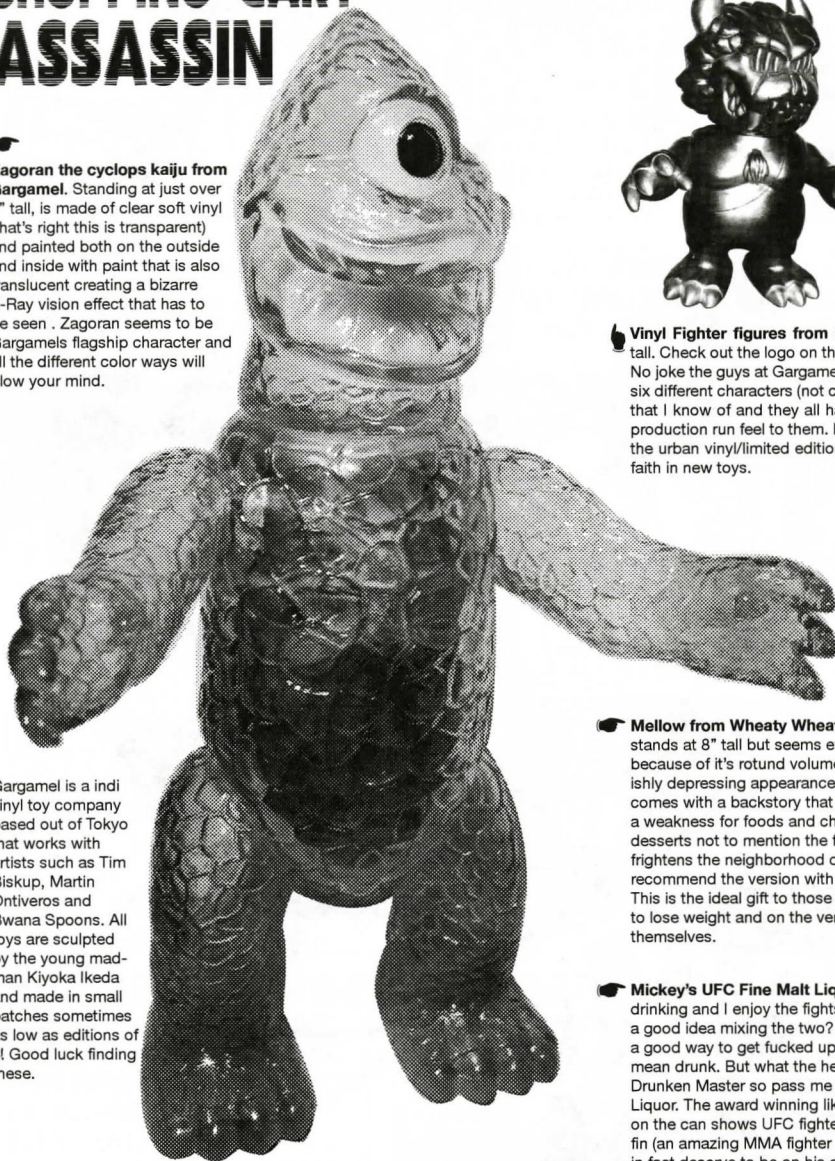 ASSASSIN
agoran the cyclops kaiju from
argamel. Standing at just over
" tall, is made of clear soft vinyl
hat's right this is transparent)
nd painted both on the outside
nd inside with paint that is also
ranslucent creating a bizarre
-Ray vision effect that has to
e seen . Zagoran seems to be
argamels flagship character and
ll the different color ways will
low your mind.
Gargamel is a indi
inyl toy company
ased out of Tokyo
hat works with
rtists such as Tim
Biskup, Martin
Ontiveros and
Bwana Spoons. All
oys are sculpted
y the young mad-
man Kiyoka Ikeda
nd made in small
atches sometimes
s low as editions of
! Good luck finding
hese.
Vinyl Fighter figures from
tall. Check out the logo on th
No joke the guys at Gargame
six different characters (not c
that I know of and they all ha
production run feel to them. I
the urban vinyl/limited editio
faith in new toys.
Mellow from Wheaty Whea
stands at 8" tall but seems e
because of it's rotund volume
ishly depressing appearance
comes with a backstory that
a weakness for foods and ch
desserts not to mention the f
frightens the neighborhood c
recommend the version with
This is the ideal gift to those
to lose weight and on the ver
themselves.
Mickey's UFC Fine Malt Liq
drinking and I enjoy the fights
a good idea mixing the two?
a good way to get fucked up
mean drunk. But what the he
Drunken Master so pass me
Liquor. The award winning lik
on the can shows UFC fighte
fin (an amazing MMA fighter